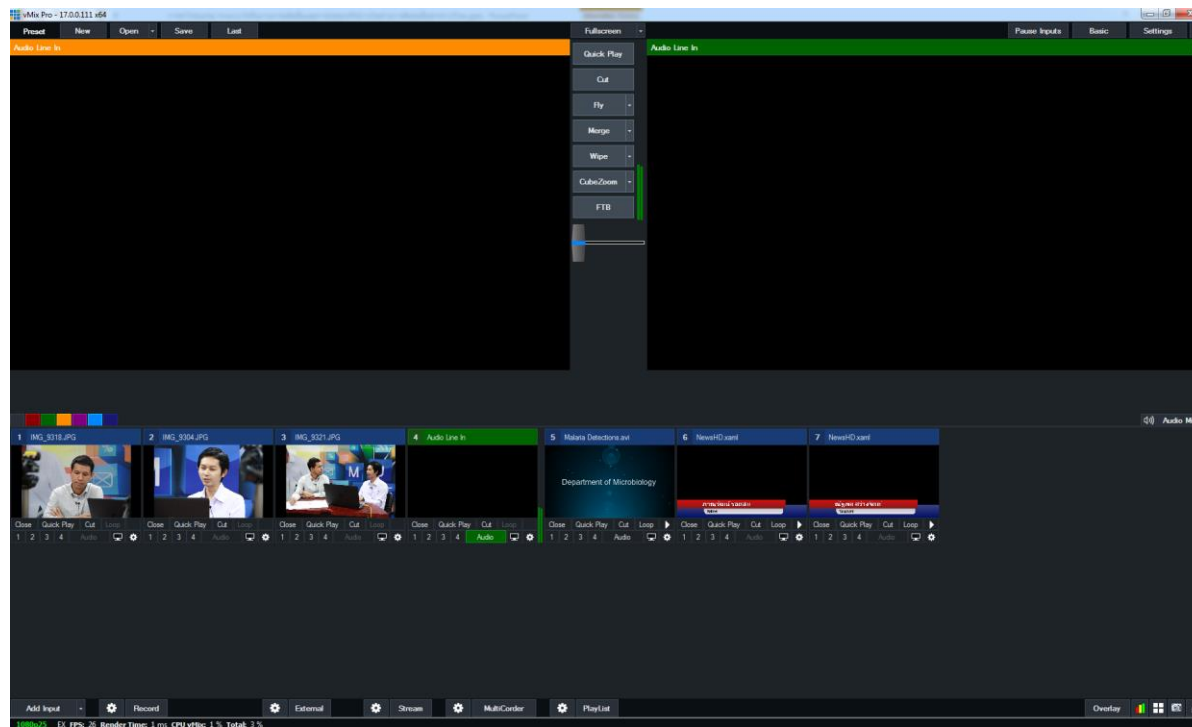 vMix Pro - 17.0.0.111 x64
Preset New Open Save Last Fullscreen Pause Inputs Basic Settings
Audio Line In Audio Line In
Quick Play
Cut
Fly
Merge
Wipe
CubeZoom
FTB
Audio M
1 IMG_9318.JPG 2 IMG_9304.JPG 3 IMG_9321.JPG 4 Audio Line In 5 Malaria Detections.avi 6 NewsHD.xaml 7 NewsHD.xaml
M
Department of Microbiology
Close Quick Play Cut Loop Close Quick Play Cut Loop Close Quick Play Cut Loop Close Quick Play Cut Loop Close Quick Play Cut Loop Close Quick Play Cut Loop Close Quick Play Cut Loop
1 2 3 4 Audio 1 2 3 4 Audio 1 2 3 4 Audio 1 2 3 4 Audio 1 2 3 4 Audio 1 2 3 4 Audio 1 2 3 4 Audio
Add Input Record External Stream MultiCorder PlayList Overlay
1080p25 EX FPS: 26 Render Time: 1 ms CPU vMix: 1 % Total: 3 %